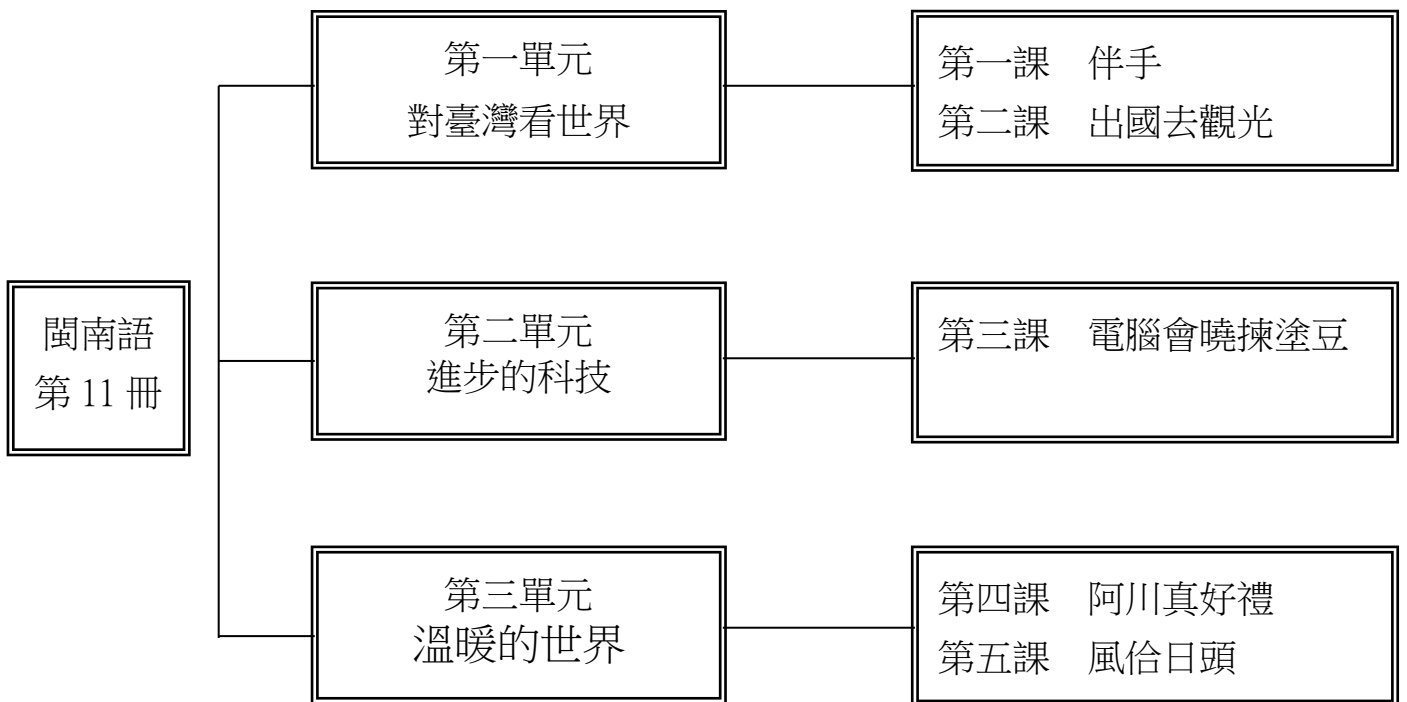 閩南語
第 11 冊
第一單元
對臺灣看世界
第一課　伴手
第二課　出國去觀光
第二單元
進步的科技
第三課　電腦會曉揀塗豆
第三單元
溫暖的世界
第四課　阿川真好禮
第五課　風佮日頭